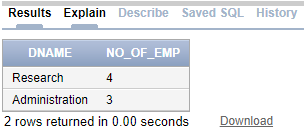 Results Explain Describe Saved SQL History
DNAME NO_OF_EMP
Research 4
Administration 3
2 rows returned in 0.00 seconds Download